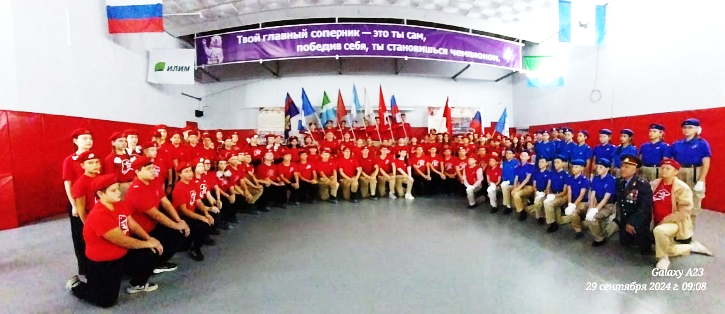 Твой главный соперник — это ты сам,
победив себя, ты становишься чемпионом.
ИЛИМ
Galaxy A23
29 сентября 2024 г. 09:08